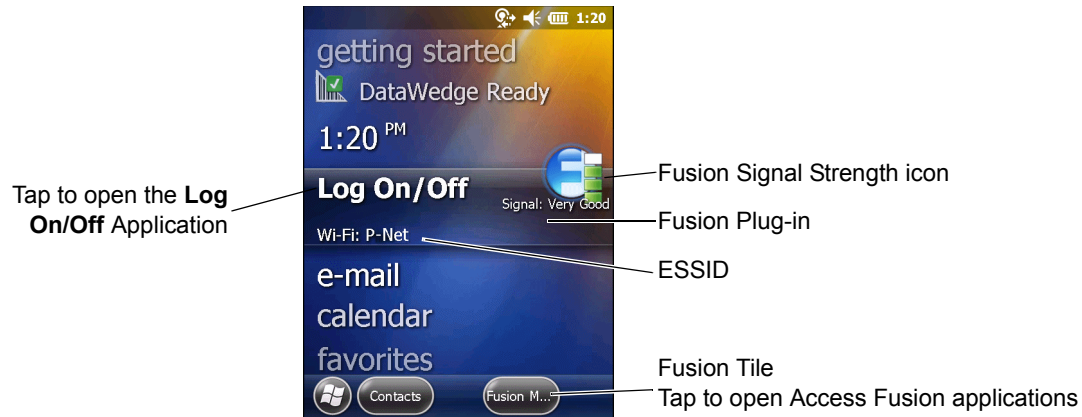 1:20
getting started
DataWedge Ready
1:20 PM
Log On/Off
Signal: Very Good
Wi-Fi: P-Net
e-mail
calendar
favorites
Contacts
Fusion M...
Tap to open the Log
On/Off Application
Fusion Signal Strength icon
Fusion Plug-in
ESSID
Fusion Tile
Tap to open Access Fusion applications